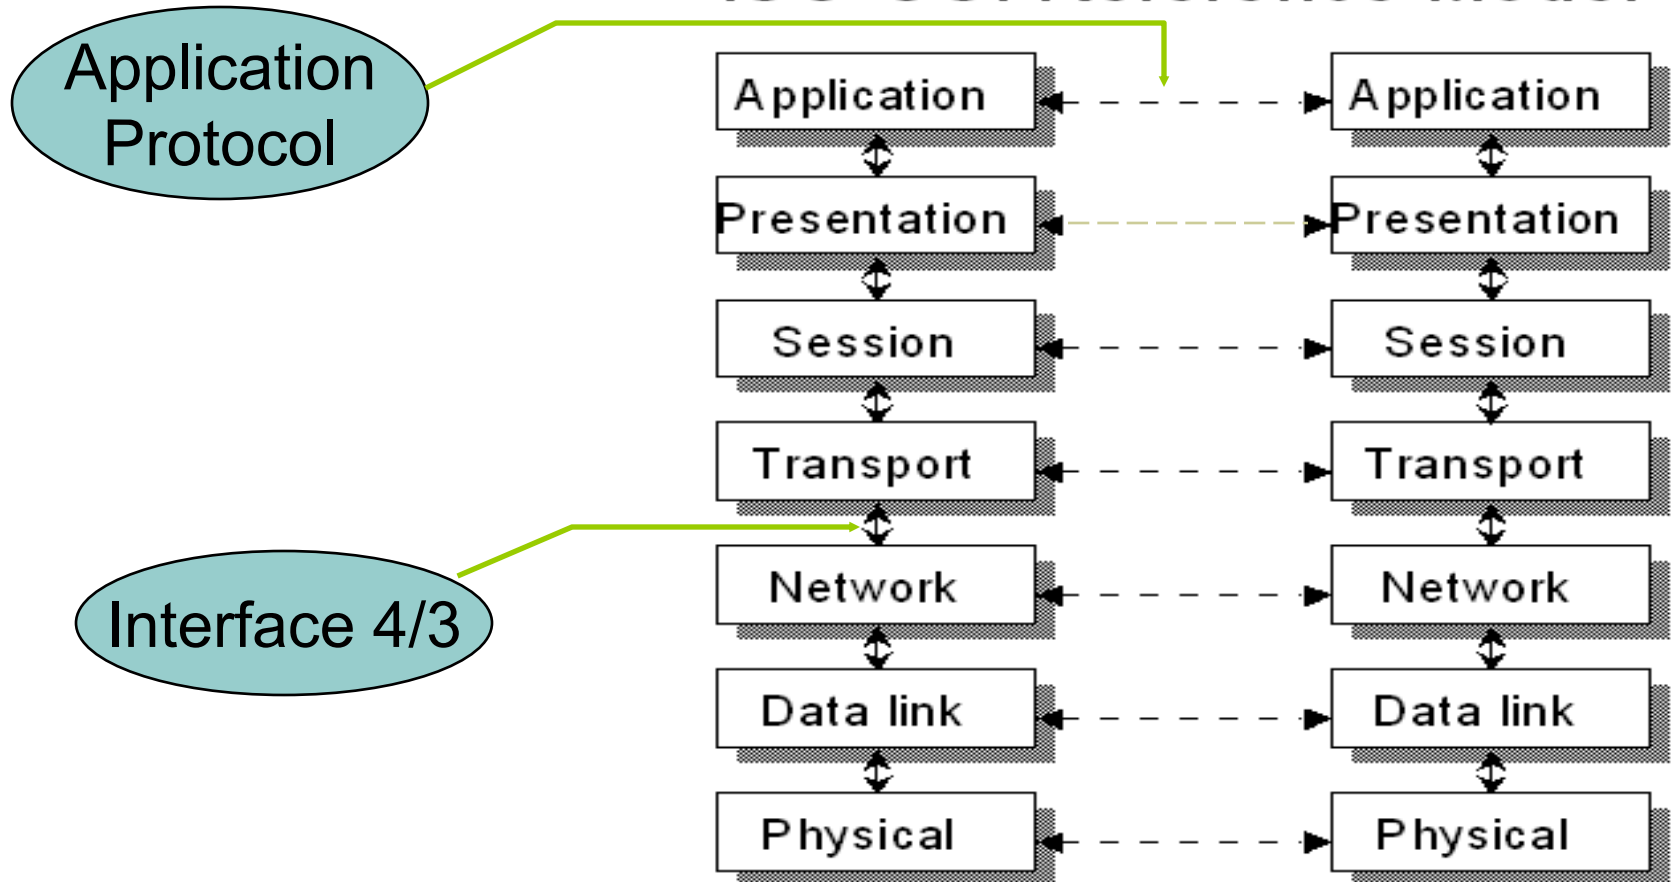 Application
Protocol
Application Application
Presentation Presentation
Session Session
Transport Transport
Network Network
Interface 4/3
Data link Data link
Physical Physical